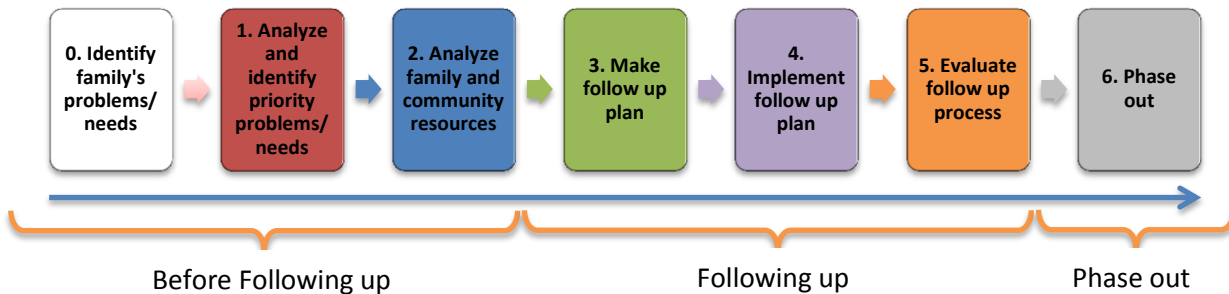 0. Identify
family's
problems/
needs
1. Analyze
and
identify
priority
problems/
needs
2. Analyze
family and
community
resources
3. Make
follow up
plan
4.
Implement
follow up
plan
5. Evaluate
follow up
process
6. Phase
out
Before Following up
Following up
Phase out